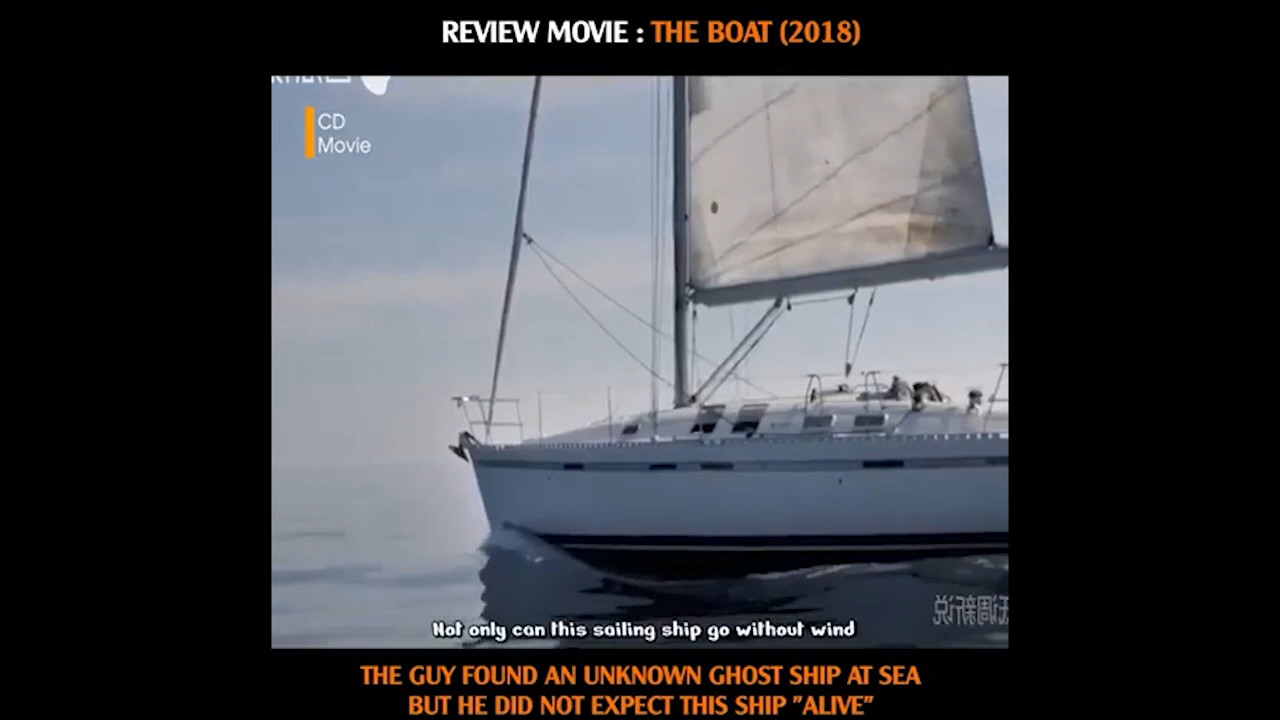 REVIEW MOVIE : THE BOAT (2018)
CD
Movie
Not only can this sailing ship go without wind
THE GUY FOUND AN UNKNOWN GHOST SHIP AT SEA
BUT HE DID NOT EXPECT THIS SHIP "ALIVE"